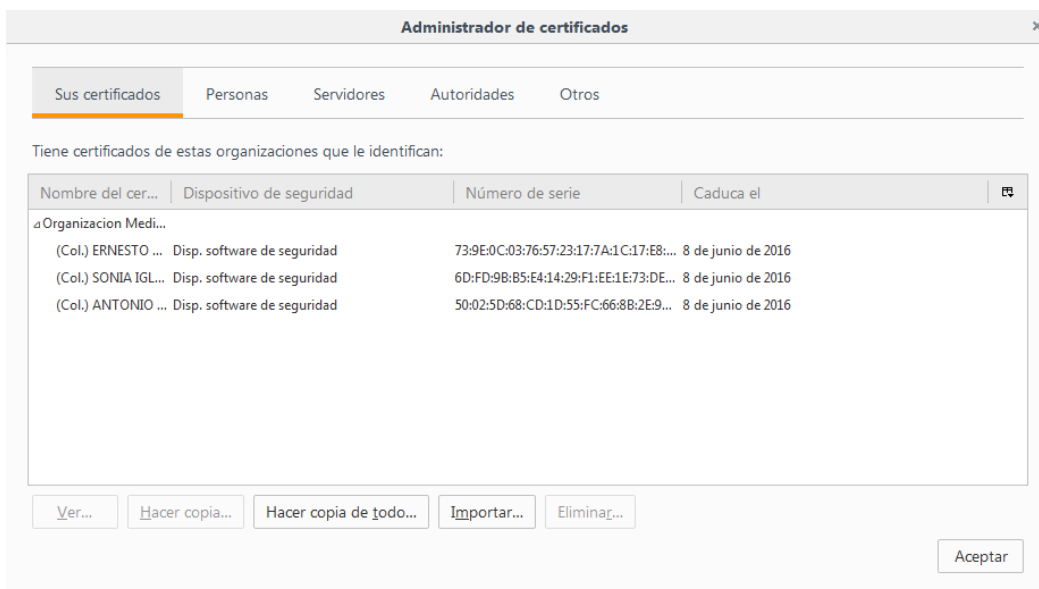 Administrador de certificados
Sus certificados Personas Servidores Autoridades Otros
Tiene certificados de estas organizaciones que le identifican:
Nombre del cer... Dispositivo de seguridad Número de serie Caduca el
Organizacion Medi...
(Col.) ERNESTO ... Disp. software de seguridad 73:9E:0C:03:76:57:23:17:7A:1C:17:E8:... 8 de junio de 2016
(Col.) SONIA IGL... Disp. software de seguridad 6D:FD:9B:B5:E4:14:29:F1:EE:1E:73:DE... 8 de junio de 2016
(Col.) ANTONIO ... Disp. software de seguridad 50:02:5D:68:CD:1D:55:FC:66:8B:2E:9... 8 de junio de 2016
Ver... Hacer copia... Hacer copia de todo... Importar... Eliminar...
Aceptar